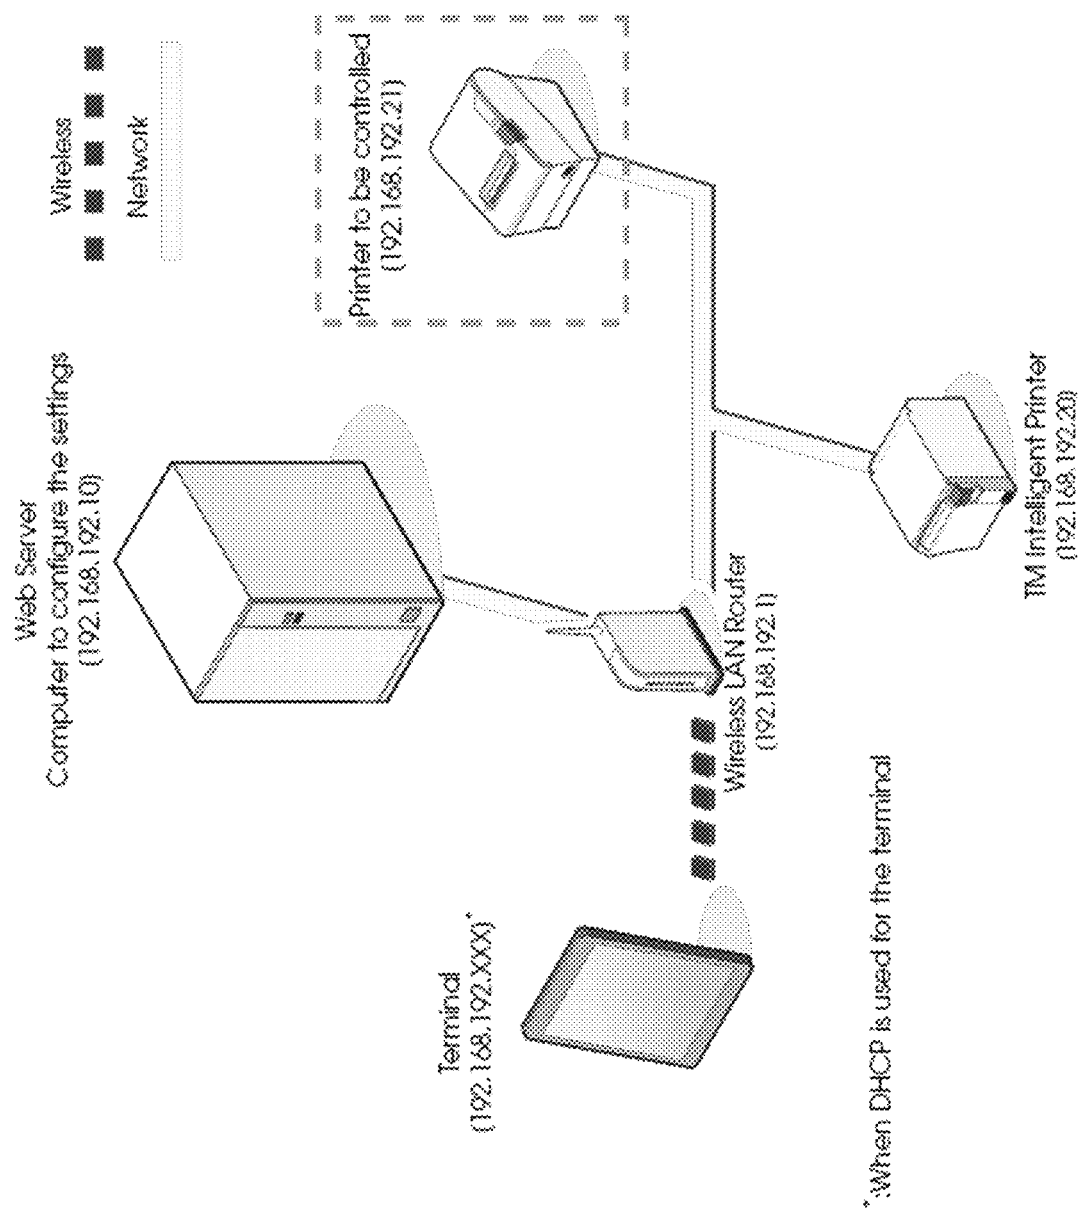 Web Server
Computer to configure the settings
(192.168.192.10)
Wireless
Network
Printer to be controlled
(192.168.192.21)
Terminal
(192.168.192.XXX)*
Wireless LAN Router
(192.168.192.1)
TM Intelligent Printer
(192.168.192.20)
*:When DHCP is used for the terminal